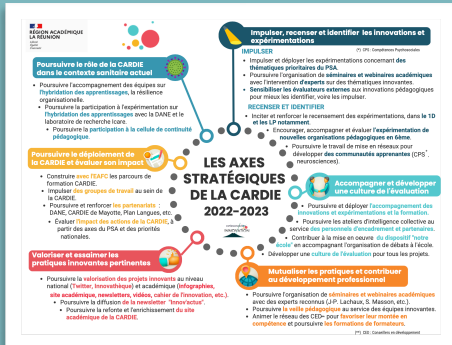 RÉGION ACADÉMIQUE
LA RÉUNION
Poursuivre le rôle de la CARDIE
dans le contexte sanitaire actuel
• Poursuivre l'accompagnement des équipes sur
l'hybridation des apprentissages, la résilience
organisationelle.
• Poursuivre la participation à l'expérimentation sur
l'hybridation des apprentissages avec la DANE et le
laboratoire de recherche Icare.
• Poursuivre la participation à la cellule de continuité
pédagogique.
Poursuivre le déploiement de
la CARDIE et évaluer son impact
• Construire avec l'EAFC les parcours de
formation CARDIE.
• Impulser des groupes de travail au sein de
la CARDIE.
• Poursuivre et renforcer les partenariats :
DANE, CARDIE de Mayotte, Plan Langues, etc.
• Évaluer l'impact des actions de la CARDIE, à
partir des axes du PSA et des priorités
nationales.
Valoriser et essaimer les
pratiques innovantes pertinentes
• Poursuivre la valorisation des projets innovants au niveau
national (Twitter, Innovathèque) et académique (infographies,
site académique, newsletters, vidéos, cahier de l'innovation, etc.).
• Poursuivre la diffusion de la newsletter "Innov'actus".
• Poursuivre la refonte et l'enrichissement du site
académique de la CARDIE.
LES AXES
STRATÉGIQUES
DE LA CARDIE
2022-2023
INNOVATION
Impulser, recenser et identifier les innovations et
expérimentations
(*) CPS : Compétences Psychosociales
IMPULSER
• Impulser et déployer les expérimentations concernant des
thématiques prioritaires du PSA.
• Poursuivre l'organisation de séminaires et webinaires académiques
avec l'intervention d'experts sur des thématiques innovantes.
• Sensibiliser les évaluateurs externes aux innovations pédagogiques
pour mieux les identifier, voire les impulser.
RECENSER ET IDENTIFIER
• Inciter et renforcer le recensement des expérimentations, dans le 1D
et les LP notamment.
• Encourager, accompagner et évaluer l'expérimentation de
nouvelles organisations pédagogiques en 6ème.
• Poursuivre le travail de mise en réseaux pour
développer des communautés apprenantes (CPS*,
neurosciences).
Accompagner et développer
une culture de l'évaluation
• Poursuivre et déployer l'accompagnement des
innovations et expérimentations et la formation.
• Poursuivre les ateliers d'intelligence collective au
service des personnels d'encadrement et partenaires.
• Contribuer à la mise en oeuvre du dispositif "notre
école" en accompagnant l'organisation de débats à l'école.
• Développer une culture de l'évaluation pour tous les projets.
Mutualiser les pratiques et contribuer
au développement professionnel
• Poursuivre l'organisation de séminaires et webinaires académiques
avec des experts reconnus (J-P. Lachaux, S. Masson, etc.).
• Poursuivre la veille pédagogique au service des équipes innovantes.
• Animer le réseau des CED* pour favoriser leur montée en
compétence et poursuivre les formations de formateurs.
(*) CED : Conseillers en développement